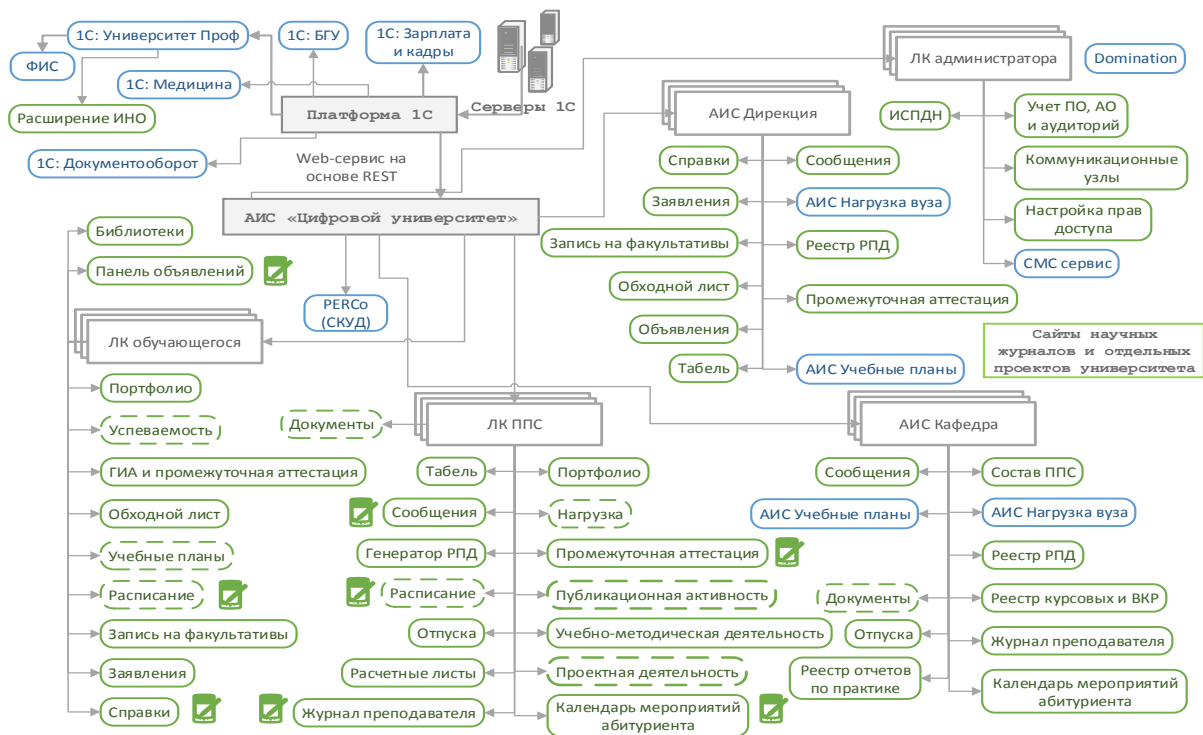 1С: Университет Проф
1С: БГУ
1С: Зарплата
и кадры
ФИС
1С: Медицина
Расширение ИНО
Платформа 1С
Серверы 1С
1С: Документооборот
Web-сервис на
основе REST
АИС «Цифровой университет»
PERCo
(СКУД)
ЛК администратора
Domination
ИСПДН
Учет ПО, АО
и аудиторий
Коммуникационные
узлы
Настройка прав
доступа
СМС сервис
АИС Дирекция
Справки
Сообщения
Заявления
АИС Нагрузка вуза
Запись на факультативы
Реестр РПД
Обходной лист
Промежуточная аттестация
Объявления
Табель
АИС Учебные планы
Сайты научных
журналов и отдельных
проектов университета
Библиотеки
Панель объявлений
ЛК обучающегося
Портфолио
Успеваемость
ГИА и промежуточная аттестация
Обходной лист
Учебные планы
Расписание
Запись на факультативы
Заявления
Справки
Документы
ЛК ППС
Табель
Портфолио
Сообщения
Нагрузка
Генератор РПД
Промежуточная аттестация
Расписание
Публикационная активность
Отпуска
Учебно-методическая деятельность
Расчетные листы
Проектная деятельность
Журнал преподавателя
Календарь мероприятий
абитуриента
АИС Кафедра
Сообщения
Состав ППС
АИС Учебные планы
АИС Нагрузка вуза
Реестр РПД
Документы
Реестр курсовых и ВКР
Отпуска
Журнал преподавателя
Реестр отчетов
по практике
Календарь мероприятий
абитуриента